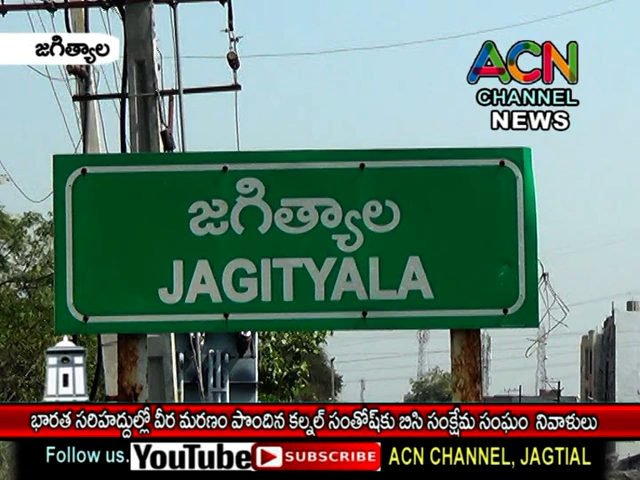 జగిత్యాల
ACN
CHANNEL
NEWS
జగిత్యాల
JAGITYALA
భారత సరిహద్దుల్లో వీర మరణం పొందిన కల్నల్ సంతోష్‌కు బిసి సంక్షేమ సంఘం నివాళులు
Follow us. YouTube SUBSCRIBE ACN CHANNEL, JAGTIAL